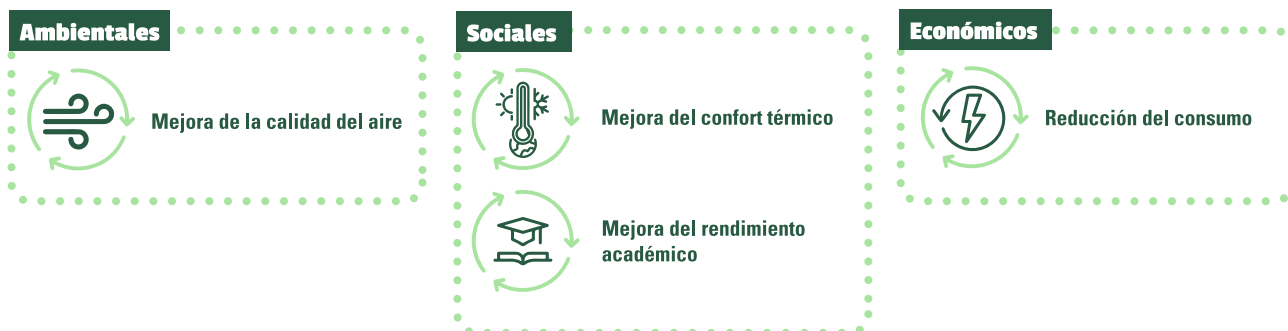 Ambientales
Mejora de la calidad del aire
Sociales
Mejora del confort térmico
Mejora del rendimiento
académico
Económicos
Reducción del consumo